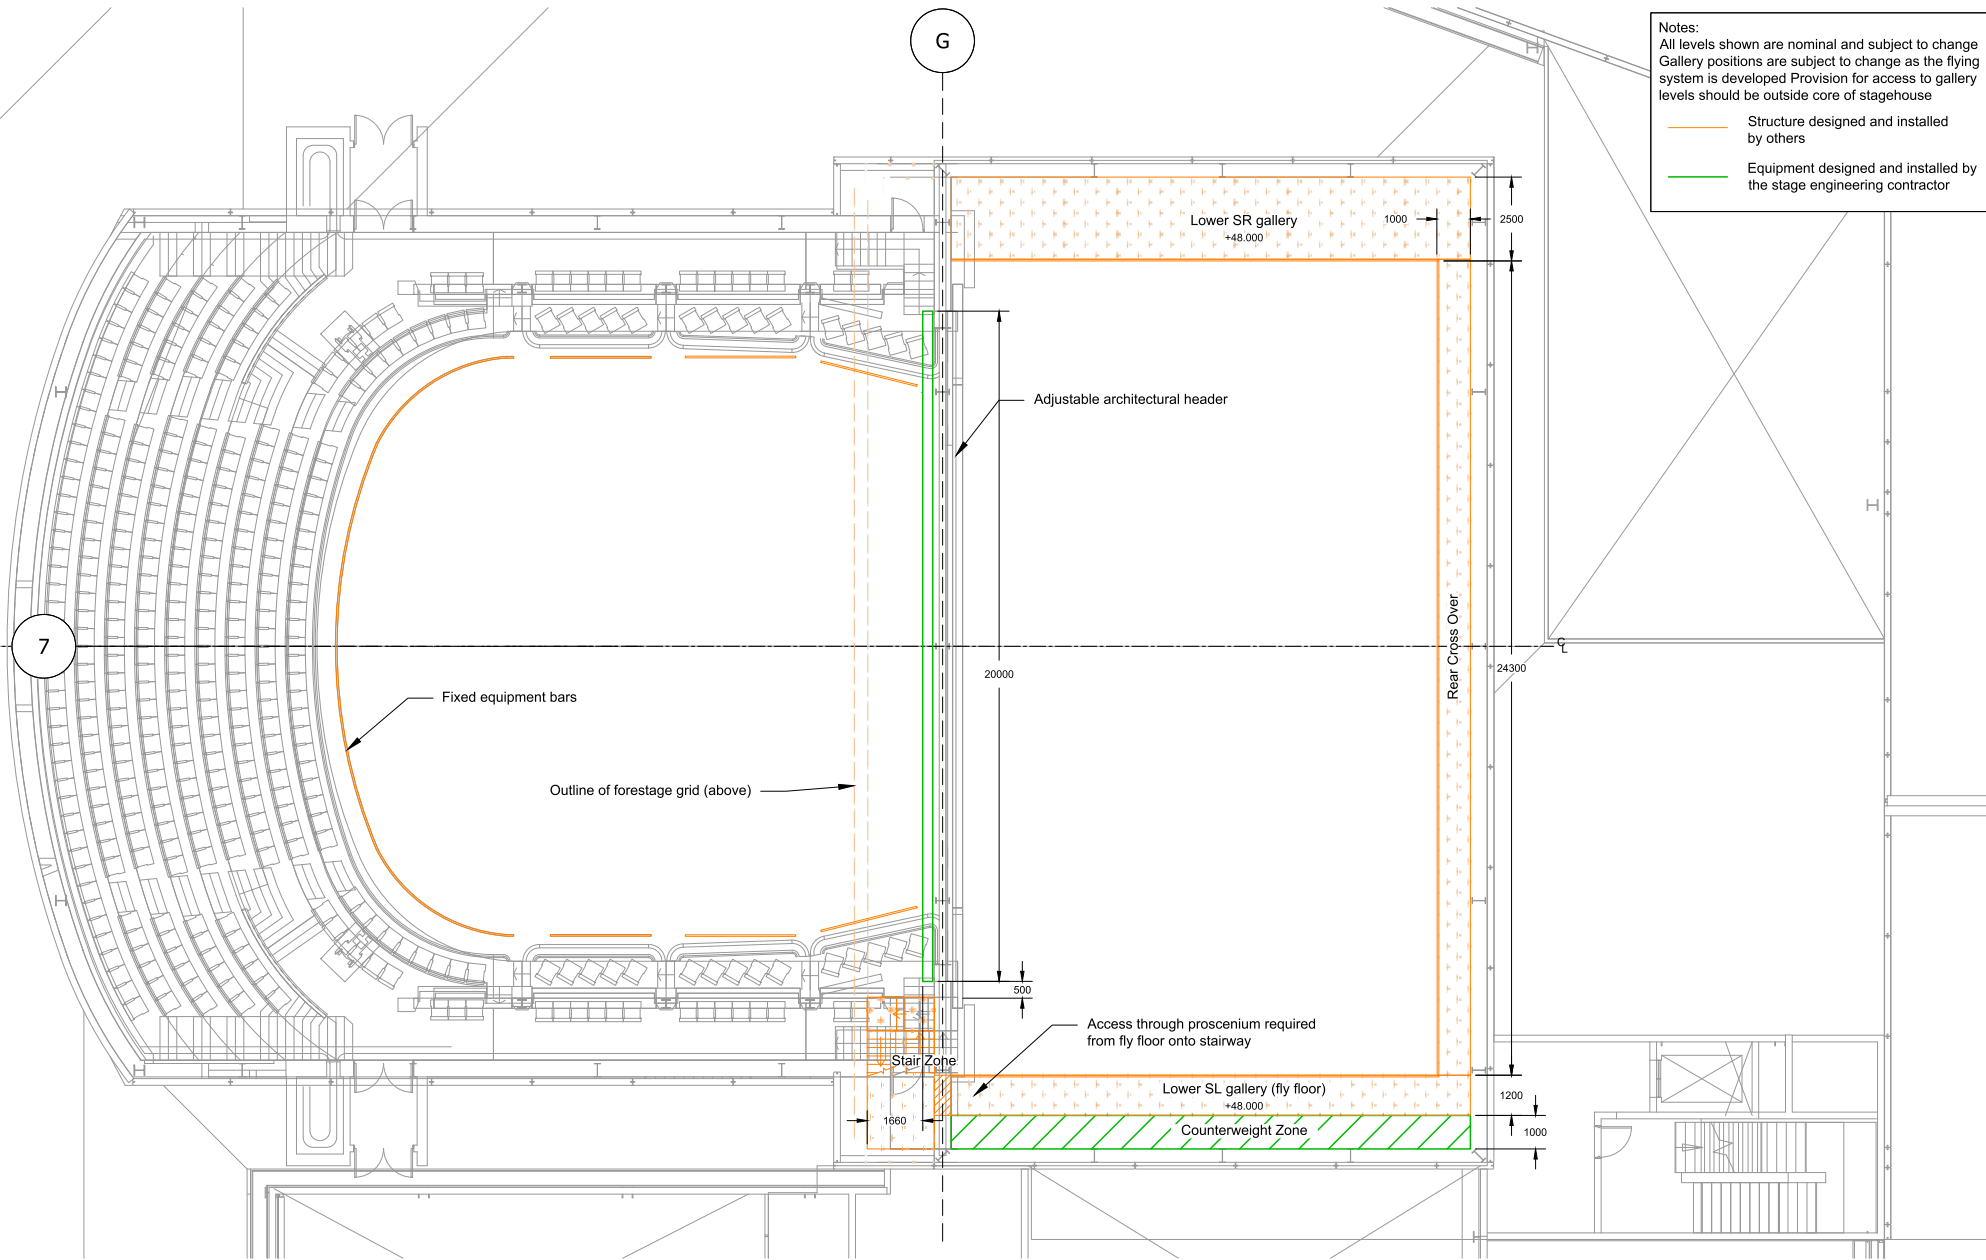 G
Notes:
All levels shown are nominal and subject to change
Gallery positions are subject to change as the flying
system is developed Provision for access to gallery
levels should be outside core of stagehouse
Structure designed and installed
by others
Equipment designed and installed by
the stage engineering contractor
Lower SR gallery
+48.000
1000
2500
Adjustable architectural header
7
Rear Cross Over
CL
20000
24300
Fixed equipment bars
Outline of forestage grid (above)
500
Access through proscenium required
from fly floor onto stairway
Stair Zone
Lower SL gallery (fly floor)
+48.000
1200
1660
Counterweight Zone
1000